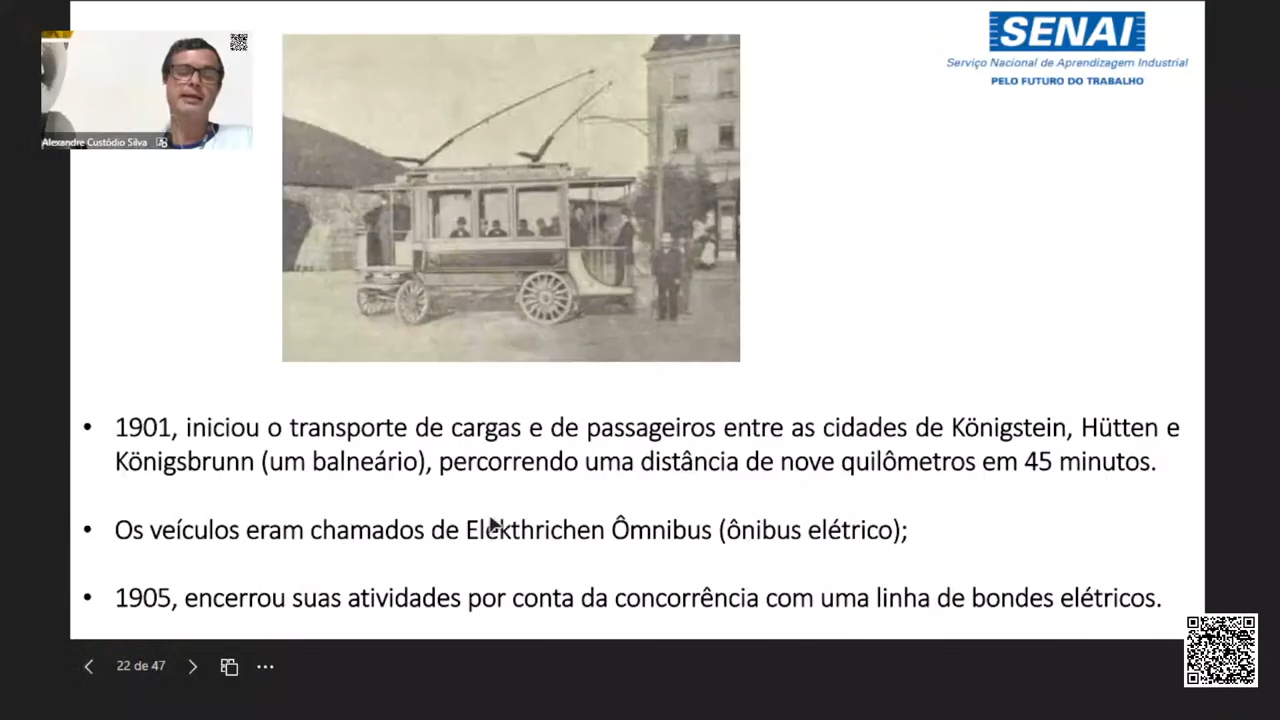 SENAI
Serviço Nacional de Aprendizagem Industrial
PELO FUTURO DO TRABALHO
Alexandre Custódio Silva
• 1901, iniciou o transporte de cargas e de passageiros entre as cidades de Königstein, Hütten e
Königsbrunn (um balneário), percorrendo uma distância de nove quilômetros em 45 minutos.
• Os veículos eram chamados de Elekthrichen Ômnibus (ônibus elétrico);
• 1905, encerrou suas atividades por conta da concorrência com uma linha de bondes elétricos.
22 de 47